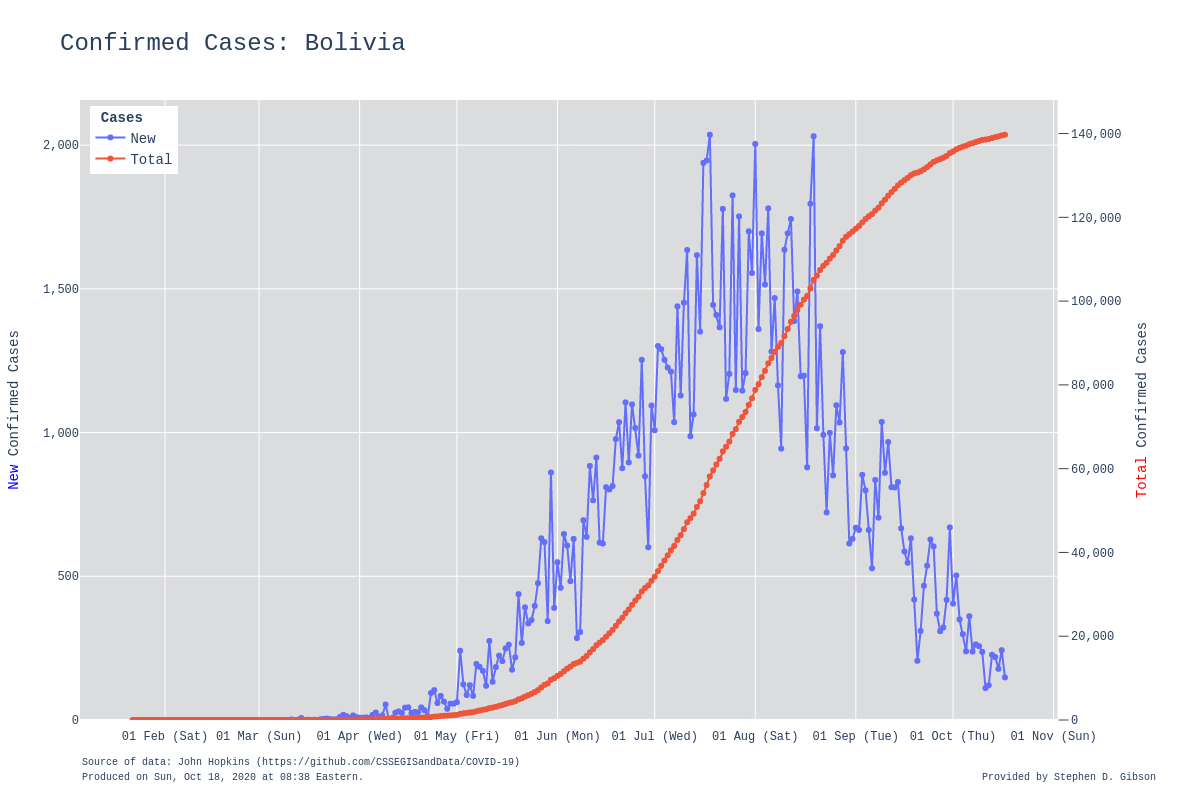 Confirmed Cases: Bolivia
Cases
New
Total
2,000
1,500
1,000
500
0
New Confirmed Cases
140,000
120,000
100,000
80,000
60,000
40,000
20,000
0
Total Confirmed Cases
01 Feb (Sat) 01 Mar (Sun) 01 Apr (Wed) 01 May (Fri) 01 Jun (Mon) 01 Jul (Wed) 01 Aug (Sat) 01 Sep (Tue) 01 Oct (Thu) 01 Nov (Sun)
Source of data: John Hopkins (https://github.com/CSSEGISandData/COVID-19)
Produced on Sun, Oct 18, 2020 at 08:38 Eastern.
Provided by Stephen D. Gibson